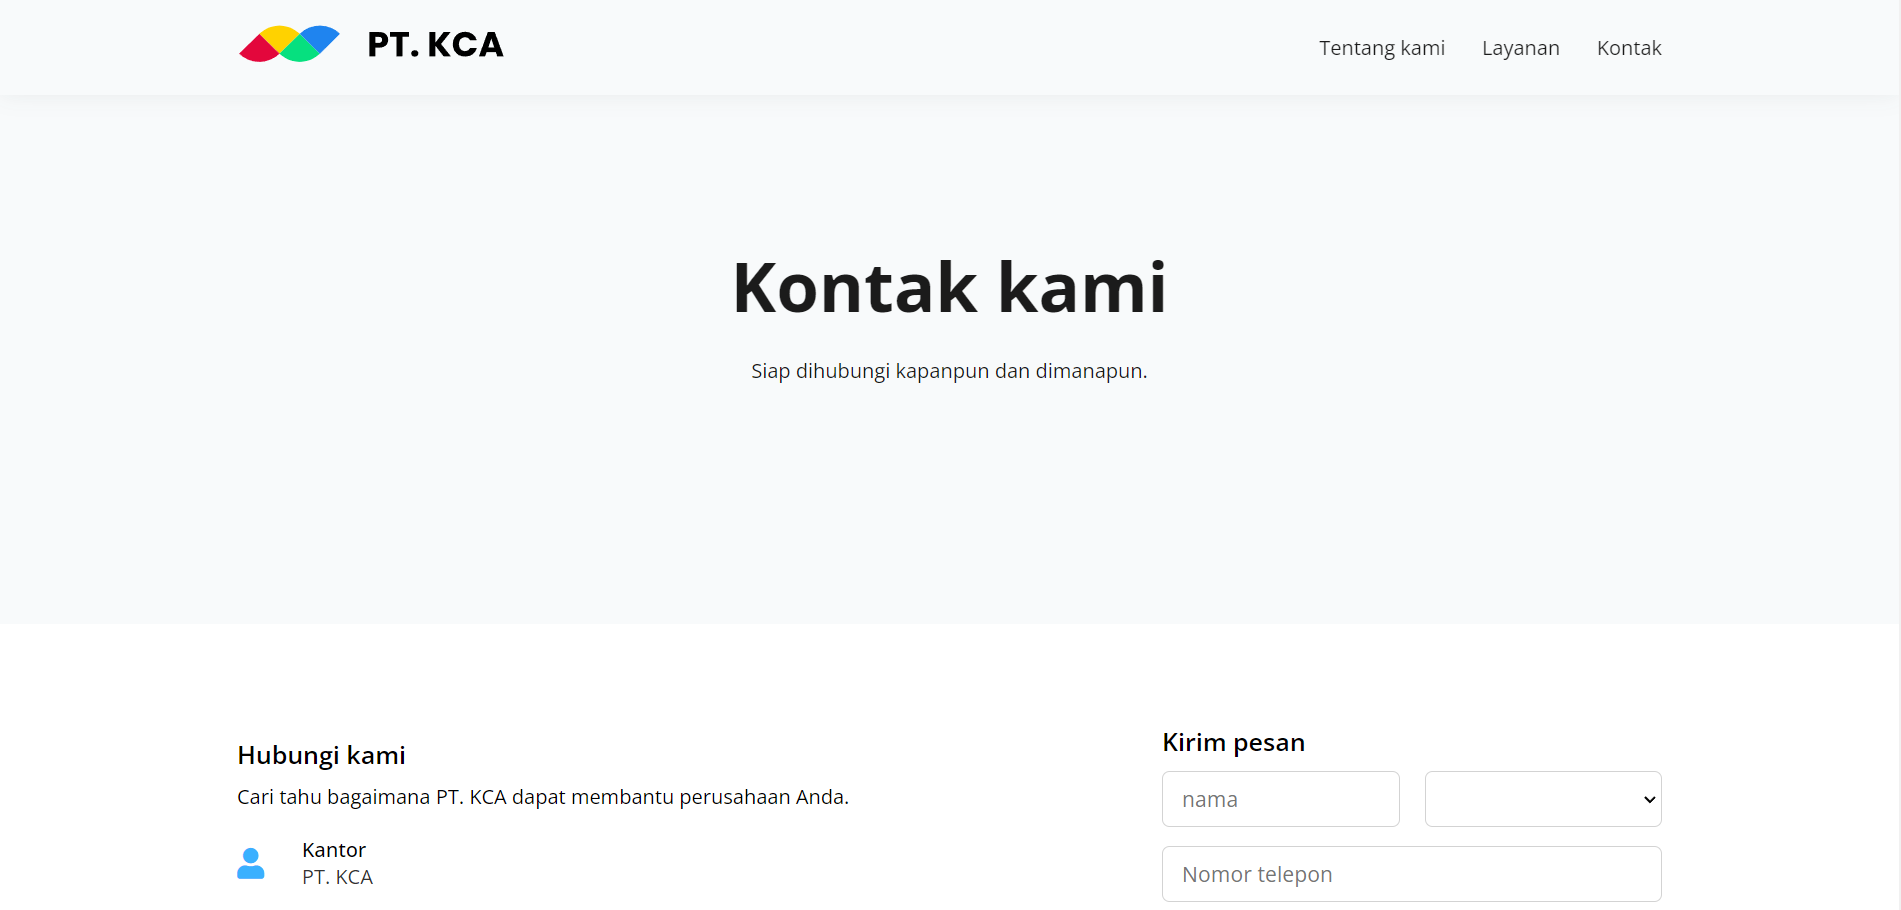 PT. KCA
Tentang kami
Layanan
Kontak
Kontak kami
Siap dihubungi kapanpun dan dimanapun.
Hubungi kami
Cari tahu bagaimana PT. KCA dapat membantu perusahaan Anda.
Kantor
PT. KCA
Kirim pesan
nama
Nomor telepon